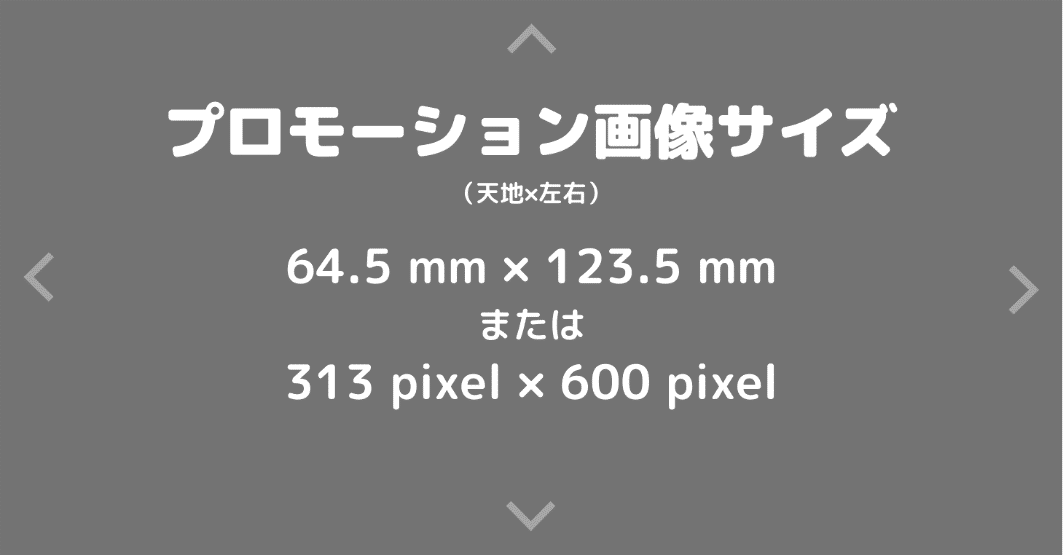 プロモーション画像サイズ
（天地×左右）
64.5 mm × 123.5 mm
または
313 pixel × 600 pixel